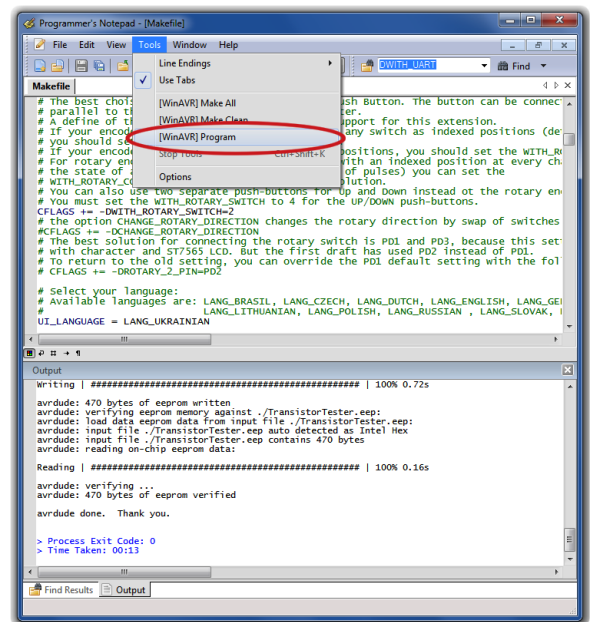 Programmer's Notepad - [Makefile]
File Edit View Tools Window Help
DWITH_UART Find
Line Endings
Use Tabs
[WinAVR] Make All
[WinAVR] Make Clean
[WinAVR] Program
Stop Tools Ctrl+Shift+K
Options
Makefile
# The best choi ush Button. The button can be connec
# parallel to th ter.
# A define of th upport for this extension.
# If your encod any switch as indexed positions (de
# you should se
# If your encod ositions, you should set the WITH_R
# For rotary en with an indexed position at every cha
# the state of a of pulses) you can set the
# WITH_ROTARY_CO olution.
# You can also use two separate push-buttons for Up and Down instead ot the rotary en
# You must set the WITH_ROTARY_SWITCH to 4 for the UP/DOWN push-buttons.
CFLAGS += -DWITH_ROTARY_SWITCH=2
# the option CHANGE_ROTARY_DIRECTION changes the rotary direction by swap of switches
#CFLAGS += -DCHANGE_ROTARY_DIRECTION
# The best solution for connecting the rotary switch is PD1 and PD3, because this set
# with character and ST7565 LCD. But the first draft has used PD2 instead of PD1.
# To return to the old setting, you can override the PD1 default setting with the fol
# CFLAGS += -DROTARY_2_PIN=PD2
# Select your language:
# Available languages are: LANG_BRASIL, LANG_CZECH, LANG_DUTCH, LANG_ENGLISH, LANG_GE
# LANG_LITHUANIAN, LANG_POLISH, LANG_RUSSIAN , LANG_SLOVAK,
UI_LANGUAGE = LANG_UKRAINIAN
Output
Writing | ################################################## | 100% 0.72s
avrdude: 470 bytes of eeprom written
avrdude: verifying eeprom memory against ./TransistorTester.eep:
avrdude: load data eeprom data from input file ./TransistorTester.eep:
avrdude: input file ./TransistorTester.eep auto detected as Intel Hex
avrdude: input file ./TransistorTester.eep contains 470 bytes
avrdude: reading on-chip eeprom data:
Reading | ################################################## | 100% 0.16s
avrdude: verifying ...
avrdude: 470 bytes of eeprom verified
avrdude done. Thank you.
> Process Exit Code: 0
> Time Taken: 00:13
Find Results Output